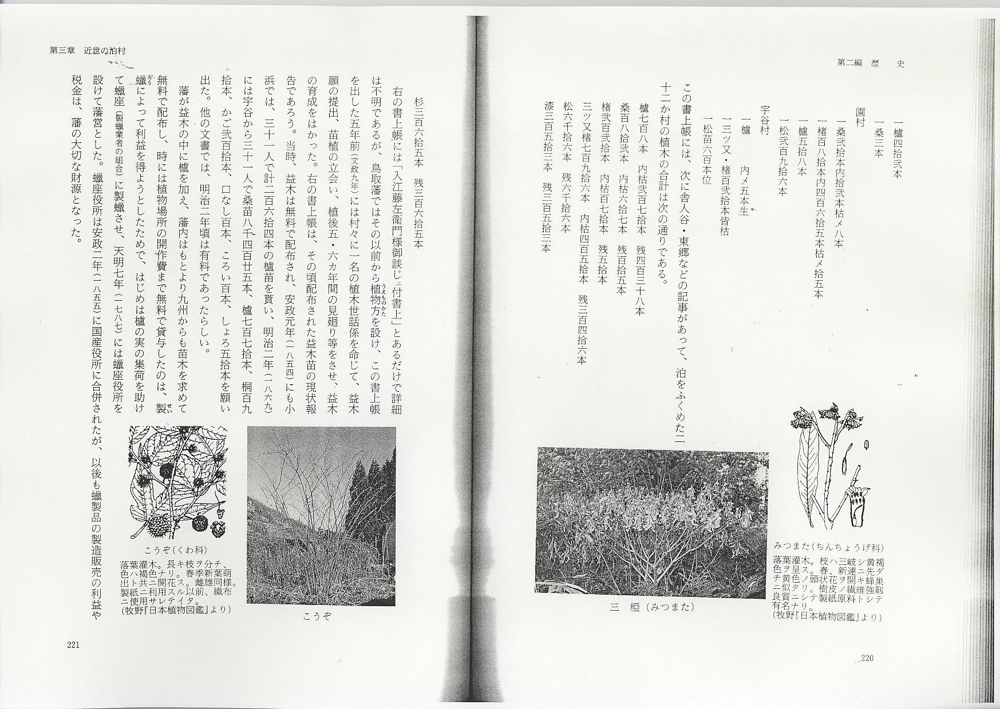 第二編　歴　史
一櫨四拾弐本
一桑三本
園村
一桑弐拾本内拾弐本枯メ八本
一楮百八拾本内四百六拾五本枯メ拾五本
一櫨五拾八本
一松弐百九拾六本
宇谷村
一櫨　内メ五本生
一三ツ又・楮百弐拾本皆枯
一松苗六百本位
この書上帳には、次に舎人谷・東郷などの記事があって、泊をふくめた二
十二か村の植木の合計は次の通りである。
櫨七百八本　内枯弐百七拾本　残四百三十八本
桑百八拾弐本　内枯六拾七本　残百拾五本
楮弐百弐拾本　内枯百七拾本　残五拾本
三ツ又楮七百九拾六本　内枯四百五拾本　残三百四拾六本
松六千拾六本　残六千拾六本
漆三百五拾三本　残三百五拾三本
みつまた(ちんちょうげ科)
落葉灌木。枝ハ三岐シ黄褐
色ヲ呈ス。春、新連ニ先ダ
チ黄色ノ頭状花ヲ開キ蜂巣
ニ似タリ。樹皮ノ繊維強靭
良質ニシテ製紙原料トシテ
有名ナリ。
(牧野『日本植物図鑑』より)
三　椏（みつまた）
220
第三章　近世の泊村
杉三百六拾五本　残三百六拾五本
右の書上帳には「入江藤左衛門様御談じニ付書上」とあるだけで詳細
は不明であるが、鳥取藩ではその以前から植物方を設け、この書上帳
うえものかた
を出した五年前(文政九年)には村々に一名の植木世話係を命じて、益木
願の提出、苗植の立会い、植後五・六カ年間の見廻り等をさせ、益木
の育成をはかった。右の書上帳は、その頃配布された益木苗の現状報
告であろう。当時、益木は無料で配布され、安政元年(一八五四)にも小
浜では、三十一人で計二百六拾四本の櫨苗を貰い、明治二年(一八六九)
には宇谷から三十一人で桑苗八千四百廿五本、櫨七百七拾本、桐百九
拾本、かご弐百拾本、口なし百本、ころい百本、しょろ五拾本を願い
出た。他の文書では、明治二年頃は有料であったらしい。
藩が益木の中に櫨を加え、藩内はもとより九州からも苗木を求めて
無料で配布し、時には植物場所の開作費まで無料で貸与したのは、製
せい
蠟によって利益を得ようとしたためで、はじめは櫨の実の集荷を助け
ろう
て蠟座(製蠟業者の組合)に製蠟させ、天明七年(一七八七)には蠟座役所を
設けて藩営とした。蠟座役所は安政二年(一八五五)に国産役所に合併されたが、以後も蠟製品の製造販売の利益や
税金は、藩の大切な財源となった。
こうぞ
こうぞ(くわ科)
落葉灌木。長キ枝ヲ分チ、
色ハ褐色ナリ。春季新葉萌
出ト共ニ開花ス。雌雄同様。
製紙ニ利用スル以前、繊布
ニ使用サレテイタ。
(牧野『日本植物図鑑』より)
221